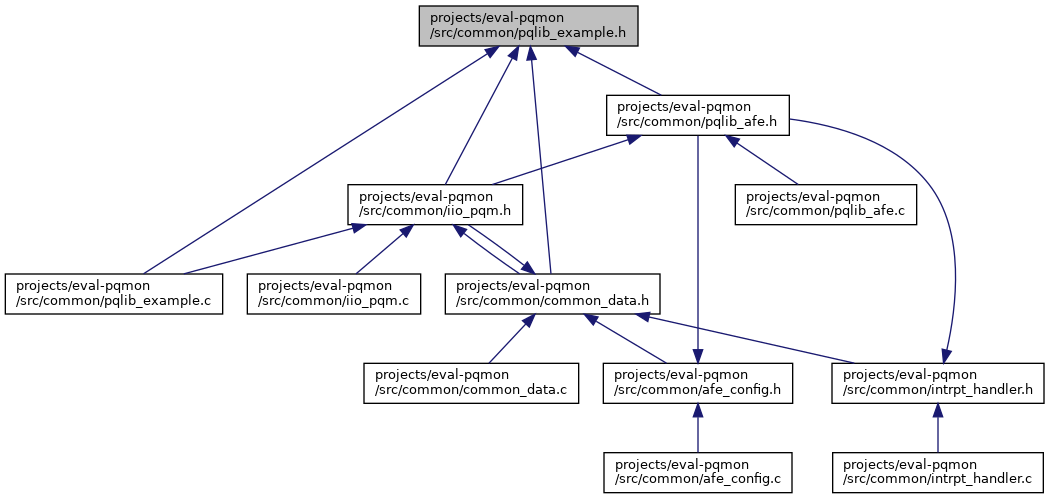 projects/eval-pqmon
/src/common/pqlib_example.h
projects/eval-pqmon
/src/common/pqlib_afe.h
projects/eval-pqmon
/src/common/iio_pqm.h
projects/eval-pqmon
/src/common/pqlib_afe.c
projects/eval-pqmon
/src/common/pqlib_example.c
projects/eval-pqmon
/src/common/iio_pqm.c
projects/eval-pqmon
/src/common/common_data.h
projects/eval-pqmon
/src/common/common_data.c
projects/eval-pqmon
/src/common/afe_config.h
projects/eval-pqmon
/src/common/intrpt_handler.h
projects/eval-pqmon
/src/common/afe_config.c
projects/eval-pqmon
/src/common/intrpt_handler.c